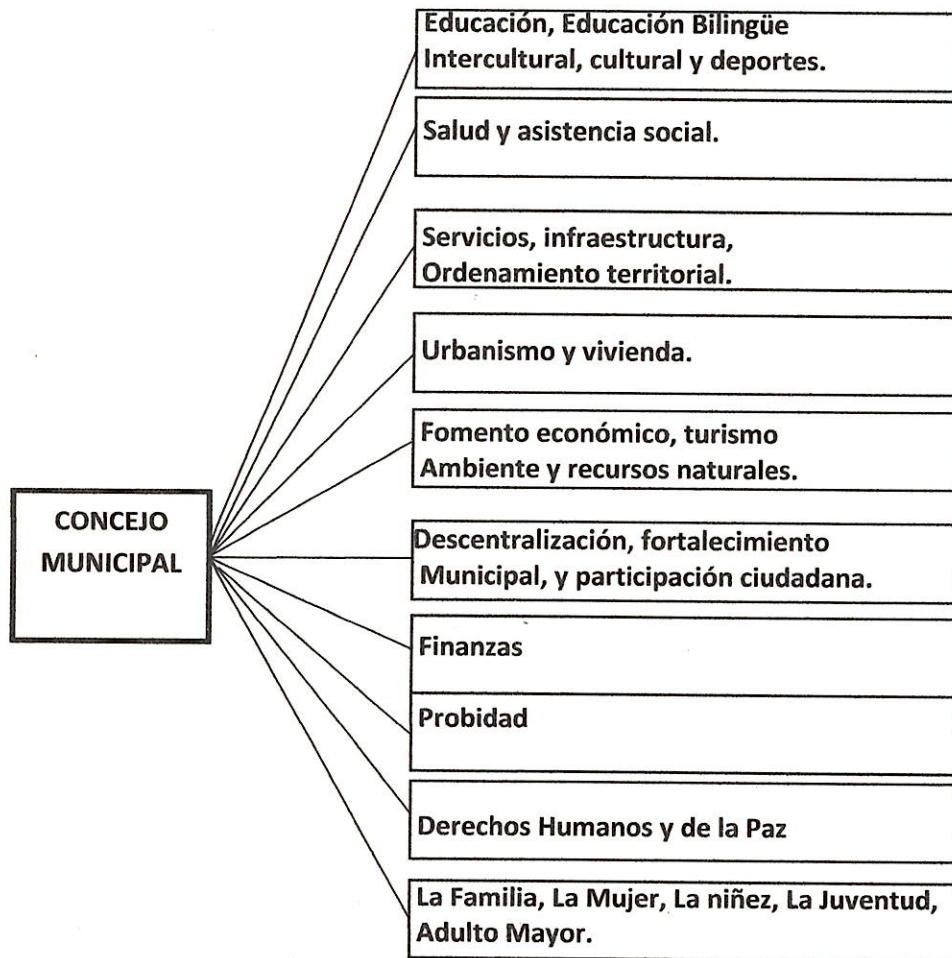 Educación, Educación Bilingüe
Intercultural, cultural y deportes.
Salud y asistencia social.
Servicios, infraestructura,
Ordenamiento territorial.
Urbanismo y vivienda.
Fomento económico, turismo
Ambiente y recursos naturales.
CONCEJO
MUNICIPAL
Descentralización, fortalecimiento
Municipal, y participación ciudadana.
Finanzas
Probidad
Derechos Humanos y de la Paz
La Familia, La Mujer, La niñez, La Juventud,
Adulto Mayor.